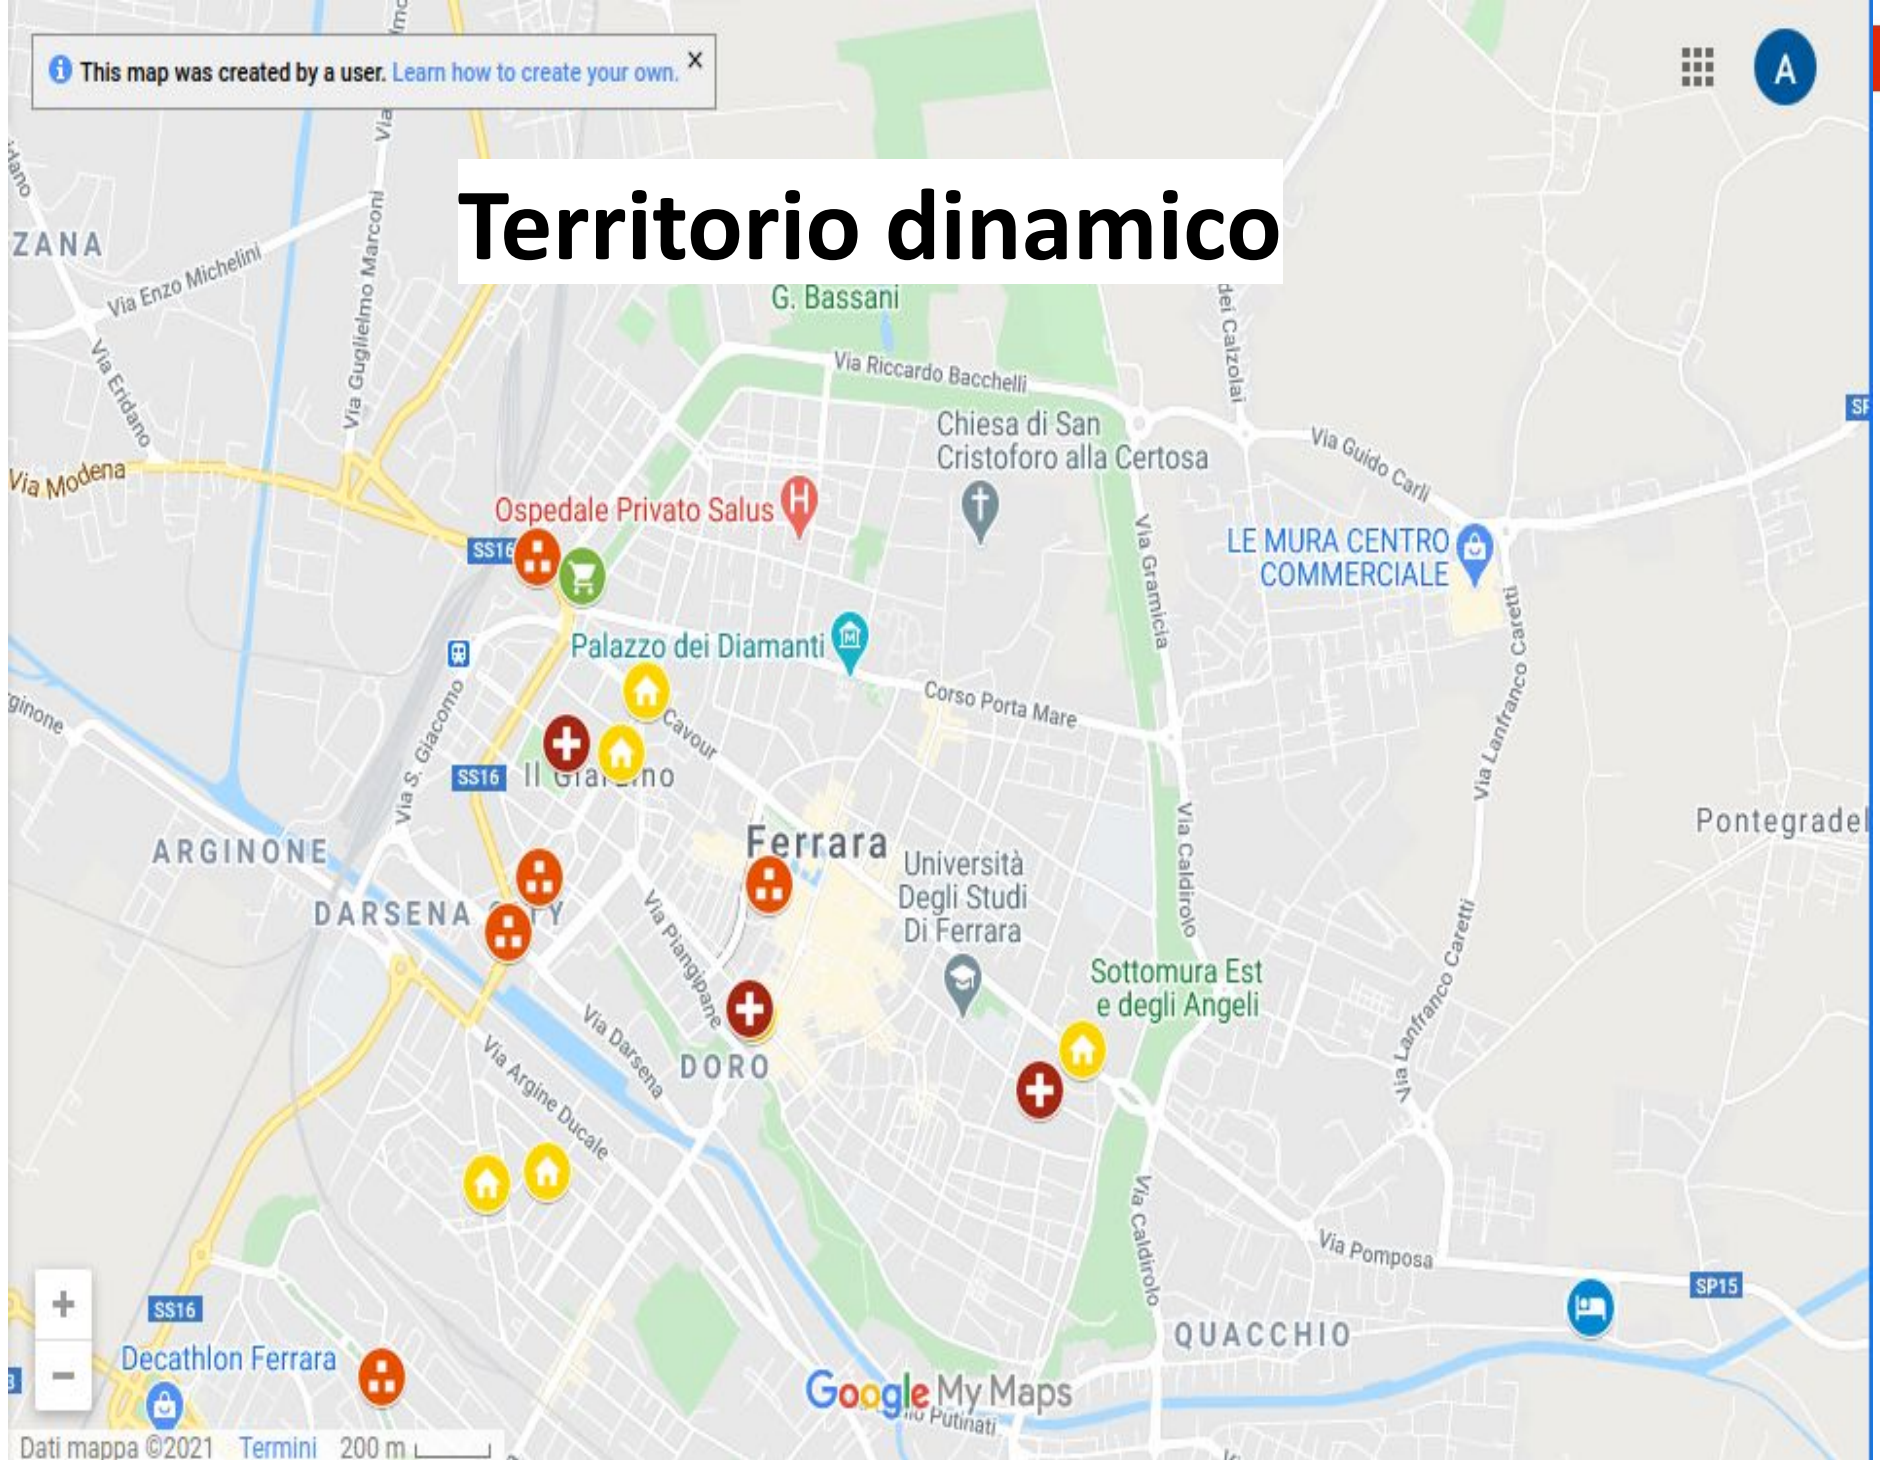 This map was created by a user. Learn how to create your own. ×
A
Territorio dinamico
ZANA
Via Enzo Michelini
Via Guglielmo Marconi
G. Bassani
dei Calzolai
Via Eridano
Via Riccardo Bacchelli
Chiesa di San
Cristoforo alla Certosa
Via Guido Carli
Via Modena
Ospedale Privato Salus
H
SS16
LE MURA CENTRO
COMMERCIALE
Via Gramicia
Palazzo dei Diamanti
M
Via Lanfranco Caretti
Corso Porta Mare
Cavour
Via S. Giacomo
SS16
Via Caldirolo
Pontegradel
ARGINONE
Ferrara
Università
Degli Studi
Di Ferrara
DARSENA
Via Piangipane
Via Lanfranco Caretti
Sottomura Est
e degli Angeli
Via Darsena
DORO
Via Argine Ducale
Via Caldirolo
Via Pomposa
SP15
+
SS16
QUACCHIO
Decathlon Ferrara
−
Google My Maps
Putinati
Dati mappa ©2021 Termini 200 m